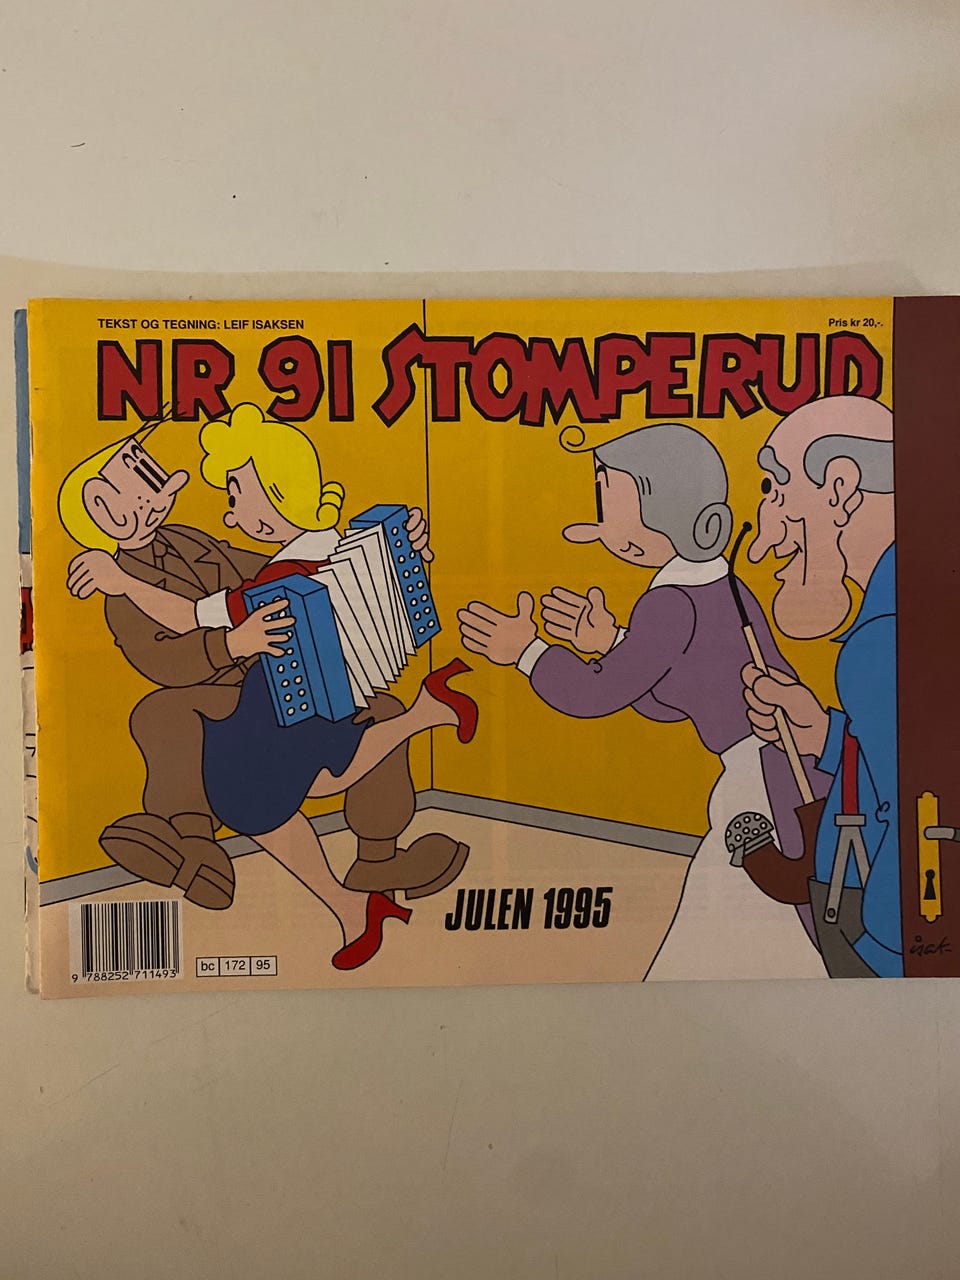 TEKST OG TEGNING: LEIF ISAKSEN
Pris kr 20,-.
NR 91 STOMPERUD
JULEN 1995
isak-
9 788252 711493
bc 172 95